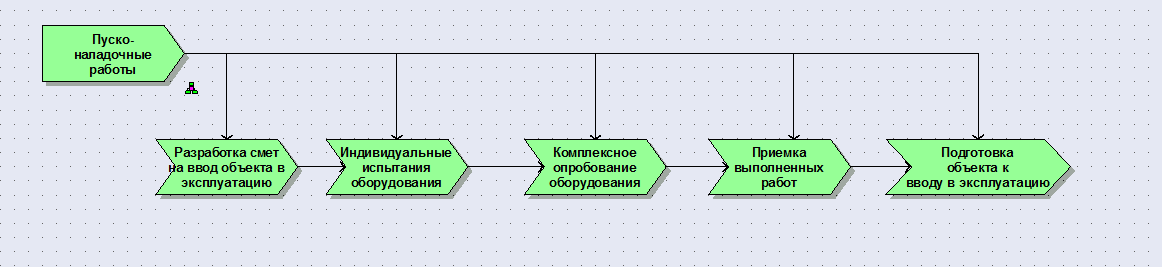 Пуско-
наладочные
работы
Разработка смет
на ввод объекта в
эксплуатацию
Индивидуальные
испытания
оборудования
Комплексное
опробование
оборудования
Приемка
выполненных
работ
Подготовка
объекта к
вводу в эксплуатацию